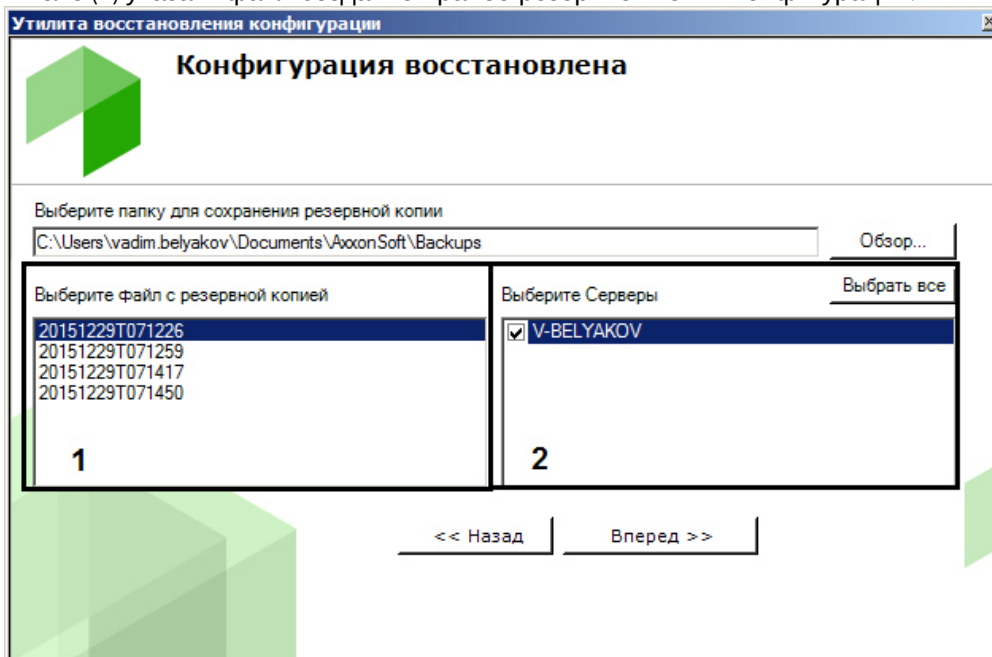 Утилита восстановления конфигурации
Конфигурация восстановлена
Выберите папку для сохранения резервной копии
C:\Users\vadim.belyakov\Documents\AxxonSoft\Backups
Обзор...
Выберите файл с резервной копией
20151229T071226
20151229T071259
20151229T071417
20151229T071450
1
Выберите Серверы
Выбрать все
V-BELYAKOV
2
<< Назад
Вперед >>